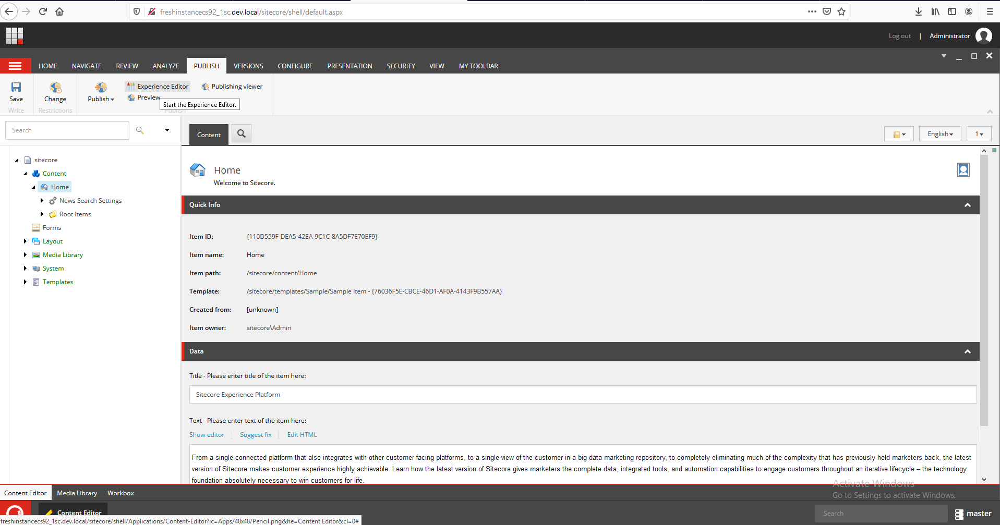 freshinstancecs92_1sc.dev.local/sitecore/shell/default.aspx
Log out | Administrator
HOME NAVIGATE REVIEW ANALYZE PUBLISH VERSIONS CONFIGURE PRESENTATION SECURITY VIEW MY TOOLBAR
Experience Editor Publishing viewer
Save Change Publish Preview
Start the Experience Editor.
Write Restrictions Publish
Search
Content English 1
sitecore
Content
Home
News Search Settings
Root Items
Forms
Layout
Media Library
System
Templates
Home
Welcome to Sitecore.
Quick Info
Item ID: {110D559F-DEA5-42EA-9C1C-8A5DF7E70EF9}
Item name: Home
Item path: /sitecore/content/Home
Template: /sitecore/templates/Sample/Sample Item - {76036F5E-CBCE-46D1-AF0A-4143F9B557AA}
Created from: [unknown]
Item owner: sitecore\Admin
Data
Title - Please enter title of the item here:
Sitecore Experience Platform
Text - Please enter text of the item here:
Show editor Suggest fix Edit HTML
From a single connected platform that also integrates with other customer-facing platforms, to a single view of the customer in a big data marketing repository, to completely eliminating much of the complexity that has previously held marketers back, the latest
version of Sitecore makes customer experience highly achievable. Learn how the latest version of Sitecore gives marketers the complete data, integrated tools, and automation capabilities to engage customers throughout an iterative lifecycle – the technology
foundation absolutely necessary to win customers for life.
Activate Windows
Go to Settings to activate Windows.
Content Editor Media Library Workbox
Content Editor Search master
freshinstancecs92_1sc.dev.local/sitecore/shell/Applications/Content-Editor?ic=Apps/48x48/Pencil.png&he=Content Editor&cl=0#